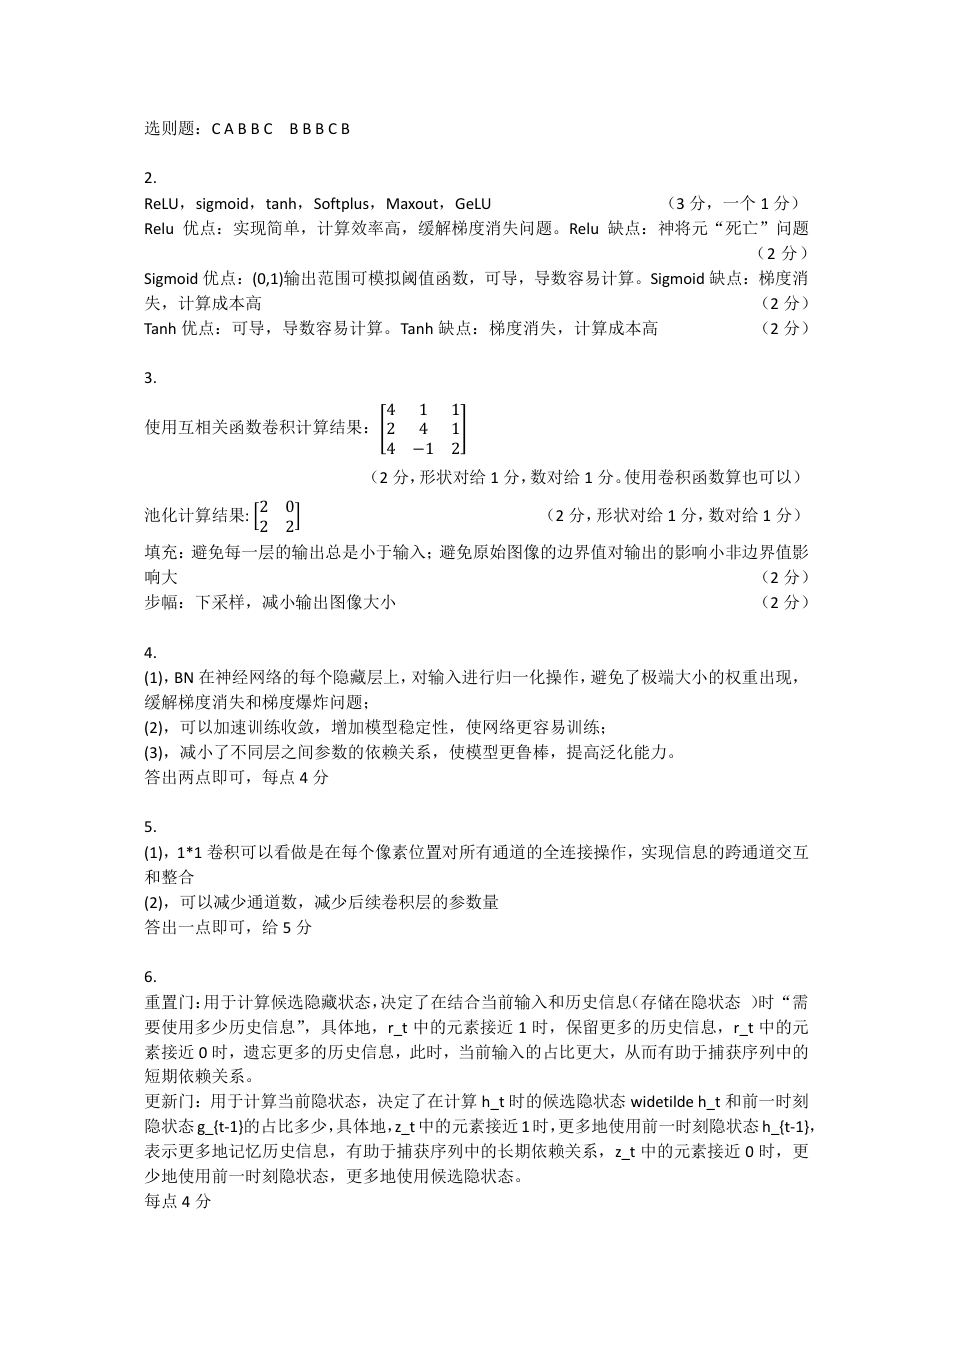 选则题：C A B B C    B B B C B
2.
ReLU，sigmoid，tanh，Softplus，Maxout，GeLU （3 分，一个 1 分）
Relu 优点：实现简单，计算效率高，缓解梯度消失问题。Relu 缺点：神将元“死亡”问题
（2 分）
Sigmoid 优点：(0,1)输出范围可模拟阈值函数，可导，导数容易计算。Sigmoid 缺点：梯度消
失，计算成本高 （2 分）
Tanh 优点：可导，导数容易计算。Tanh 缺点：梯度消失，计算成本高 （2 分）
3.
使用互相关函数卷积计算结果：[4 1 1
2 4 1
4 −1 2]
（2 分，形状对给 1 分，数对给 1 分。使用卷积函数算也可以）
池化计算结果: [2 0
2 2] （2 分，形状对给 1 分，数对给 1 分）
填充：避免每一层的输出总是小于输入；避免原始图像的边界值对输出的影响小非边界值影
响大 （2 分）
步幅：下采样，减小输出图像大小 （2 分）
4.
(1)，BN 在神经网络的每个隐藏层上，对输入进行归一化操作，避免了极端大小的权重出现，
缓解梯度消失和梯度爆炸问题；
(2)，可以加速训练收敛，增加模型稳定性，使网络更容易训练；
(3)，减小了不同层之间参数的依赖关系，使模型更鲁棒，提高泛化能力。
答出两点即可，每点 4 分
5.
(1)，1*1 卷积可以看做是在每个像素位置对所有通道的全连接操作，实现信息的跨通道交互
和整合
(2)，可以减少通道数，减少后续卷积层的参数量
答出一点即可，给 5 分
6.
重置门：用于计算候选隐藏状态，决定了在结合当前输入和历史信息（存储在隐状态 ）时“需
要使用多少历史信息”，具体地，r_t 中的元素接近 1 时，保留更多的历史信息，r_t 中的元
素接近 0 时，遗忘更多的历史信息，此时，当前输入的占比更大，从而有助于捕获序列中的
短期依赖关系。
更新门：用于计算当前隐状态，决定了在计算 h_t 时的候选隐状态 widetilde h_t 和前一时刻
隐状态 g_{t-1}的占比多少，具体地，z_t 中的元素接近 1 时，更多地使用前一时刻隐状态 h_{t-1}，
表示更多地记忆历史信息，有助于捕获序列中的长期依赖关系，z_t 中的元素接近 0 时，更
少地使用前一时刻隐状态，更多地使用候选隐状态。
每点 4 分